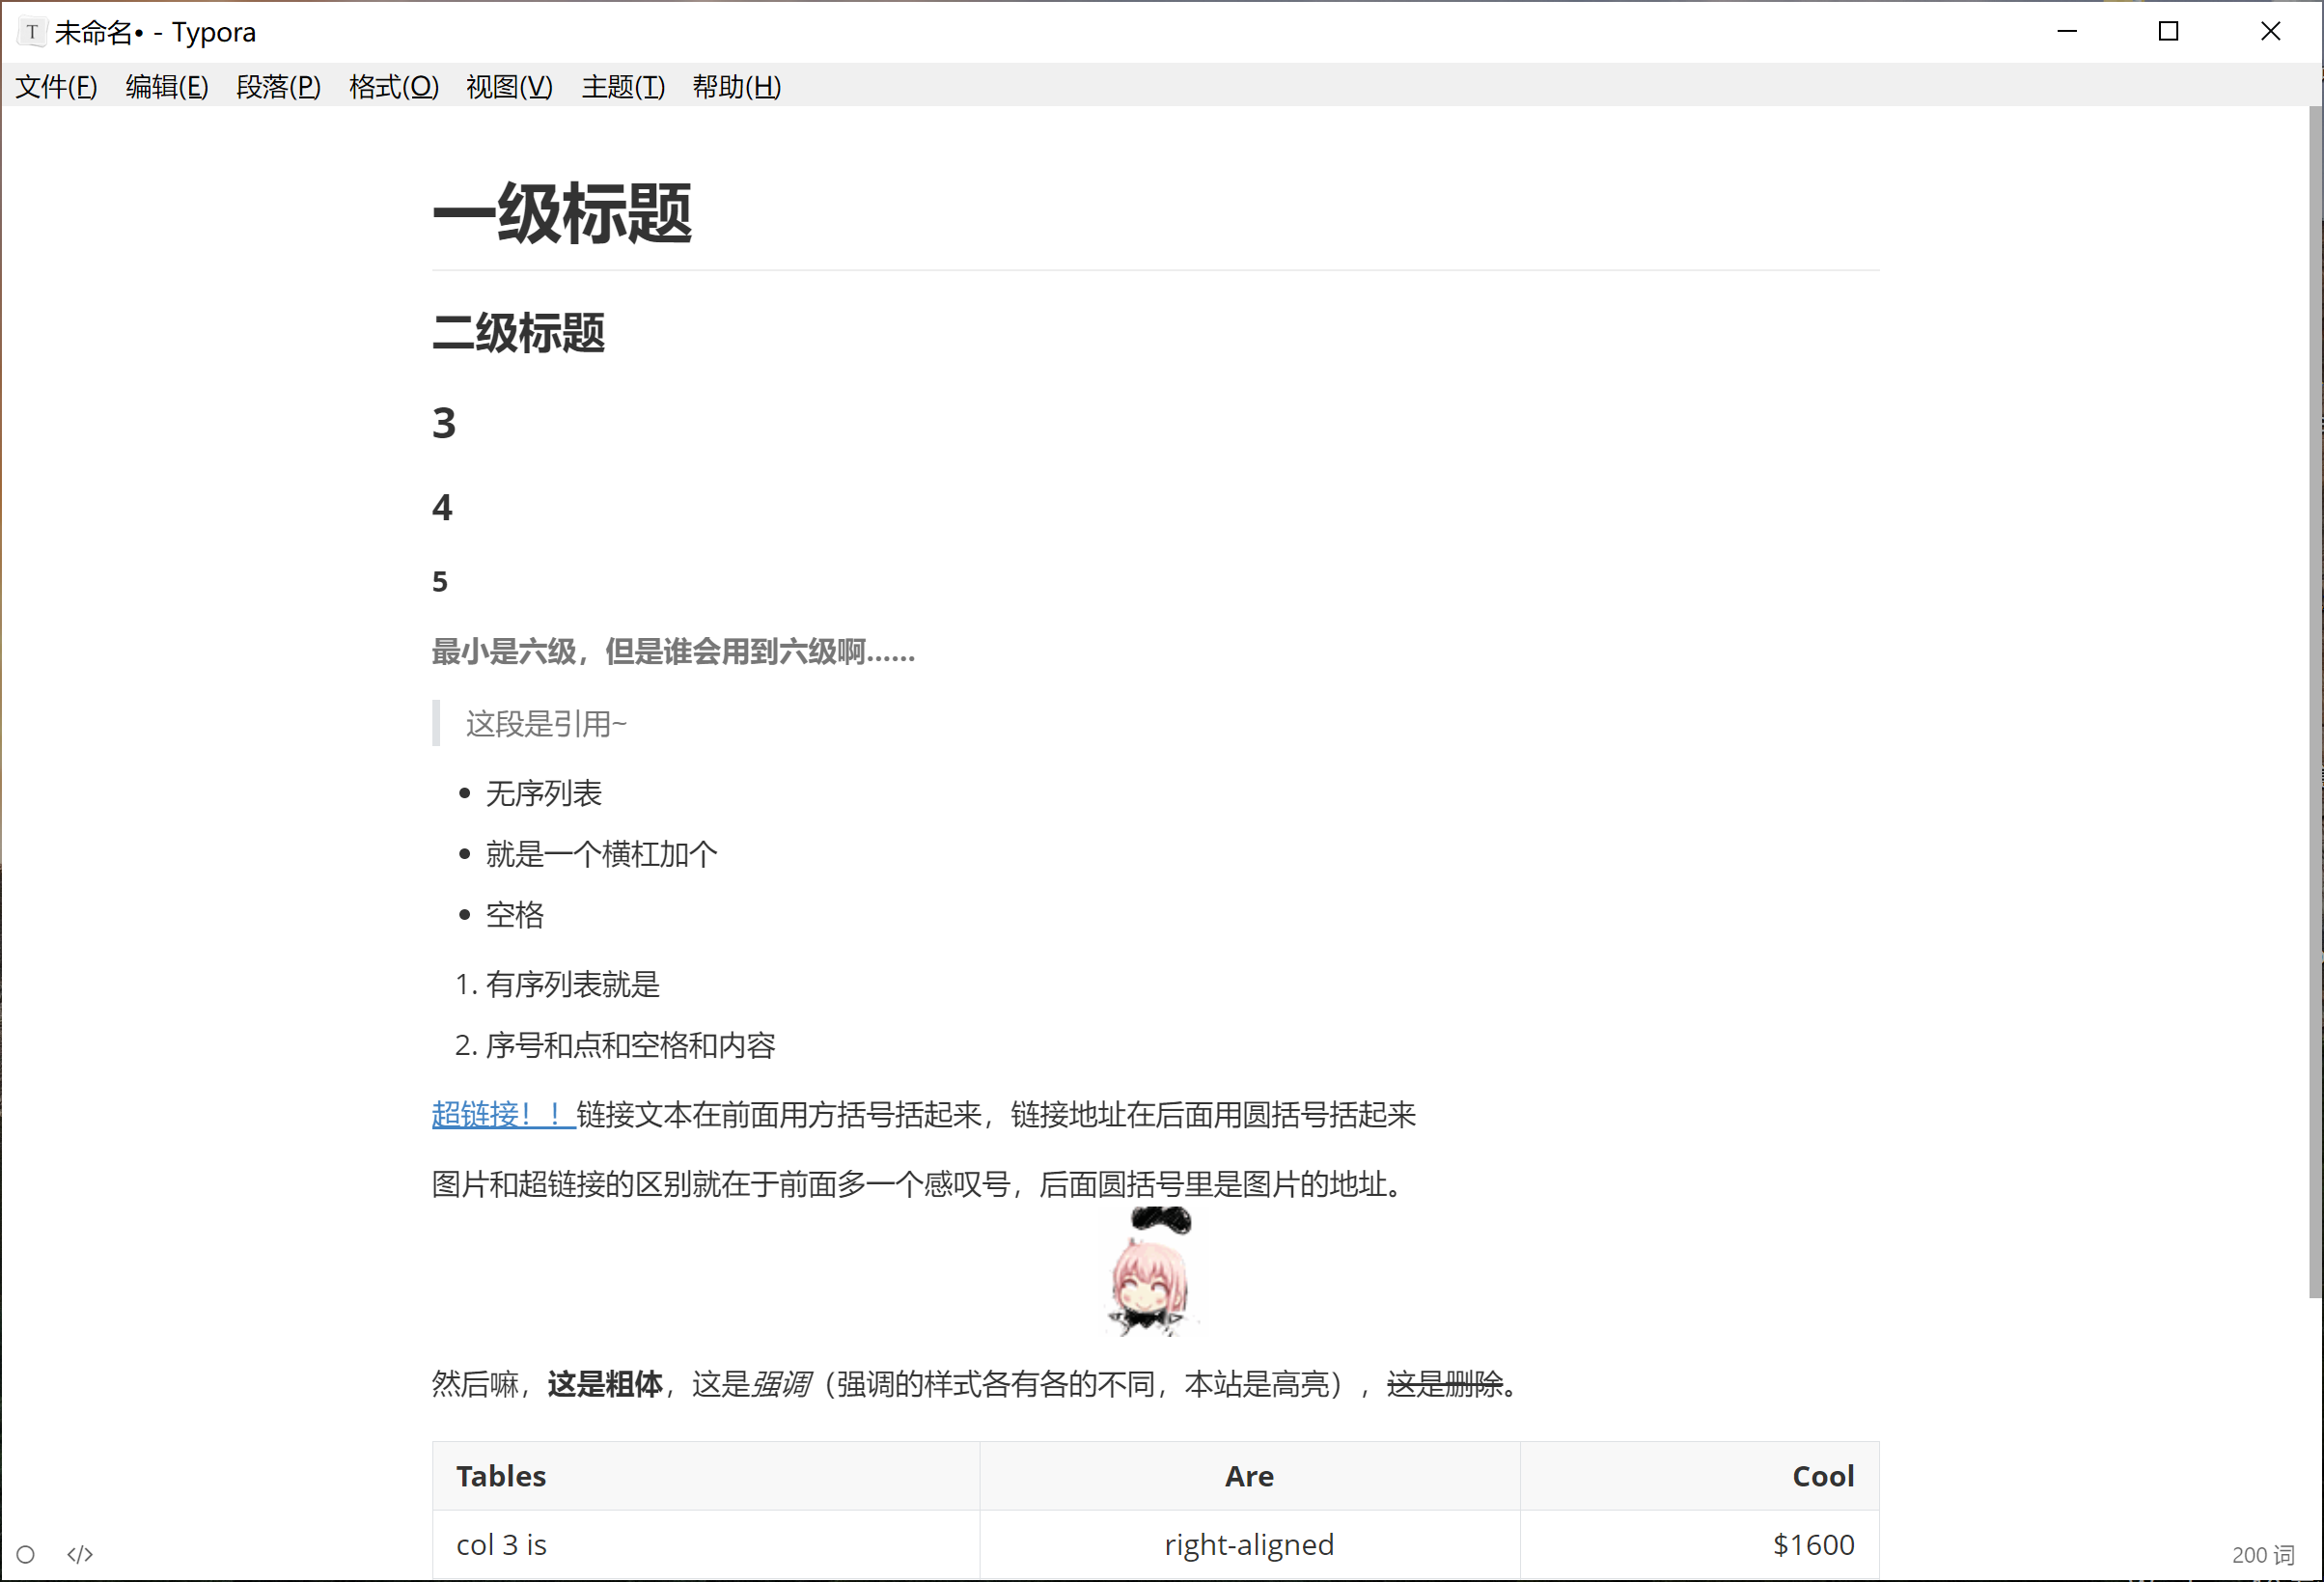 T 未命名• - Typora
文件(F) 编辑(E) 段落(P) 格式(O) 视图(V) 主题(T) 帮助(H)
一级标题
二级标题
3
4
5
最小是六级，但是谁会用到六级啊......
这段是引用~
• 无序列表
• 就是一个横杠加个
• 空格
1. 有序列表就是
2. 序号和点和空格和内容
超链接！！链接文本在前面用方括号括起来，链接地址在后面用圆括号括起来
图片和超链接的区别就在于前面多一个感叹号，后面圆括号里是图片的地址。
然后嘛，这是粗体，这是强调（强调的样式各有各的不同，本站是高亮），这是删除。
Tables Are Cool
col 3 is right-aligned $1600
</> 200 词